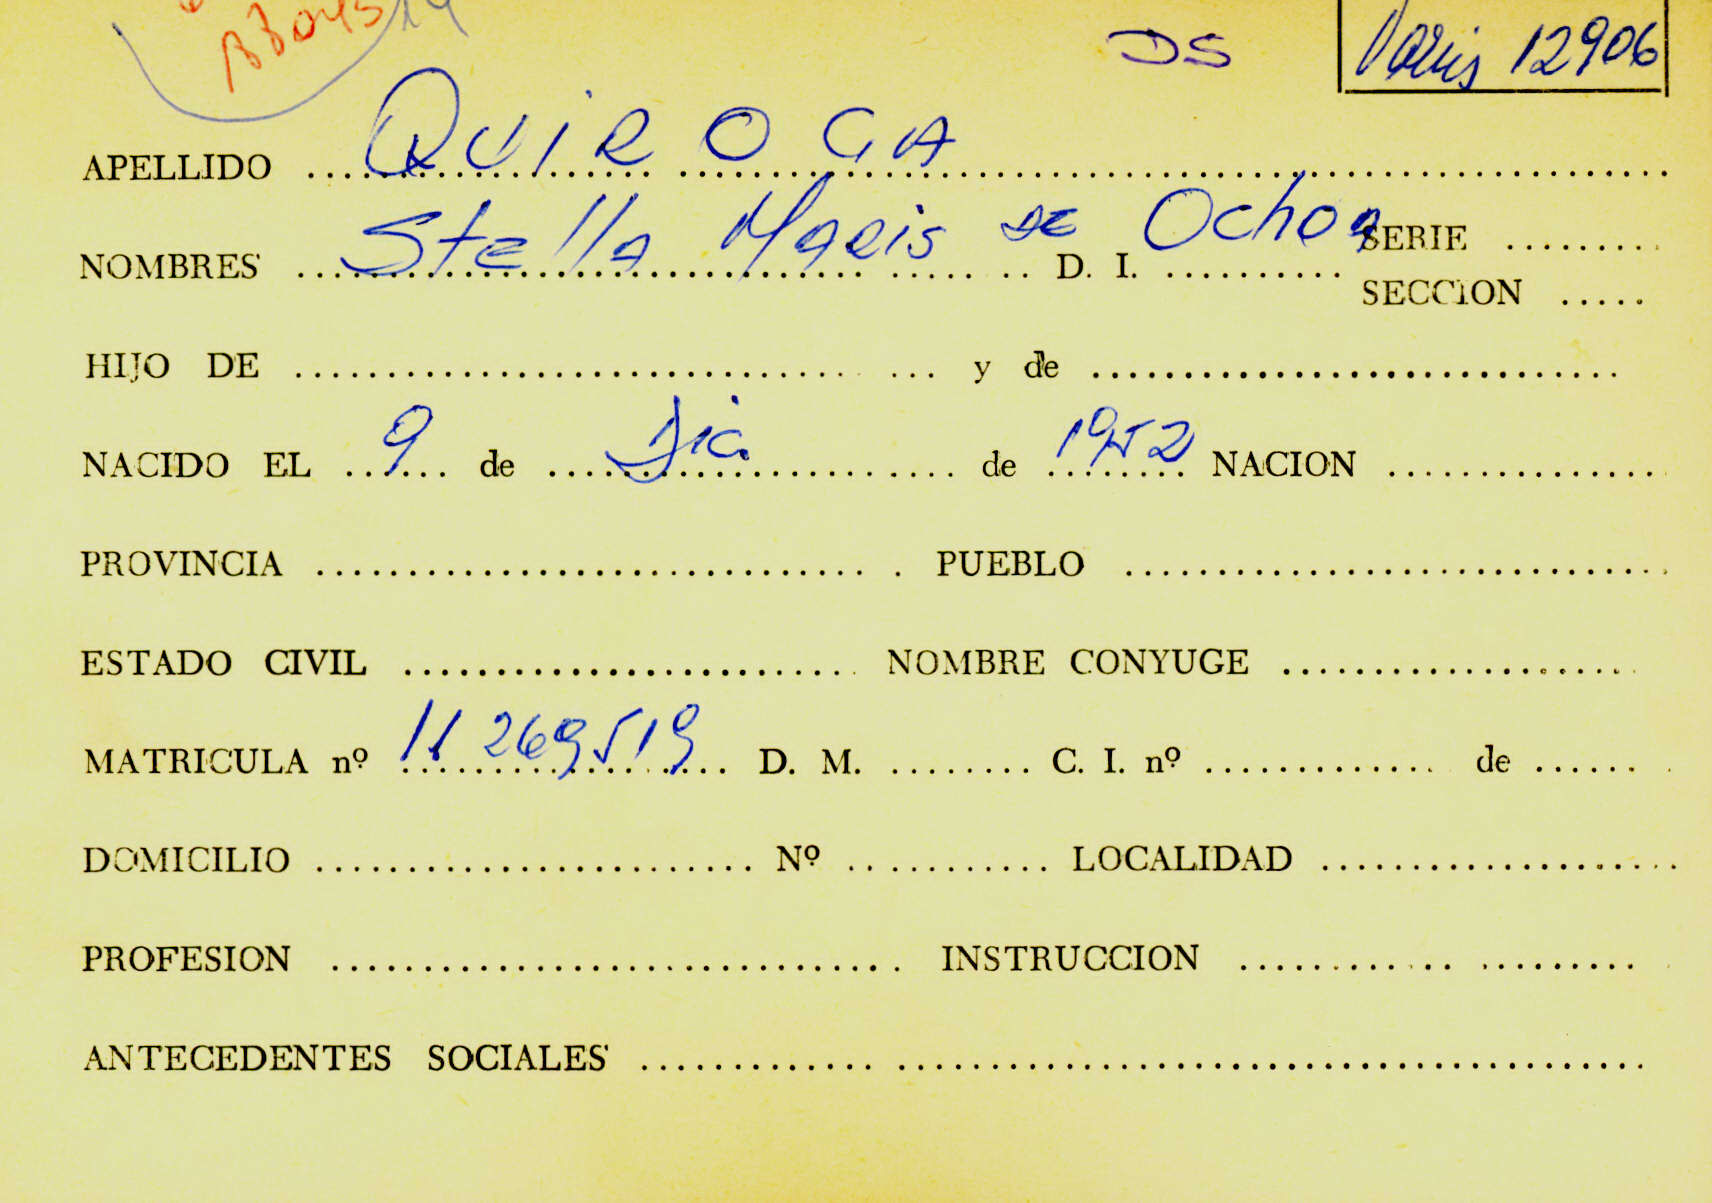 DS Varis 12906
APELLIDO QUIROGA
NOMBRES Stella Maris de Ochoa D. I. SERIE
SECCION
HIJO DE y de
NACIDO EL 9 de Dic. de 1952 NACION
PROVINCIA PUEBLO
ESTADO CIVIL NOMBRE CONYUGE
MATRICULA nº 11269519 D. M. C. I. nº de
DOMICILIO Nº LOCALIDAD
PROFESION INSTRUCCION
ANTECEDENTES SOCIALES